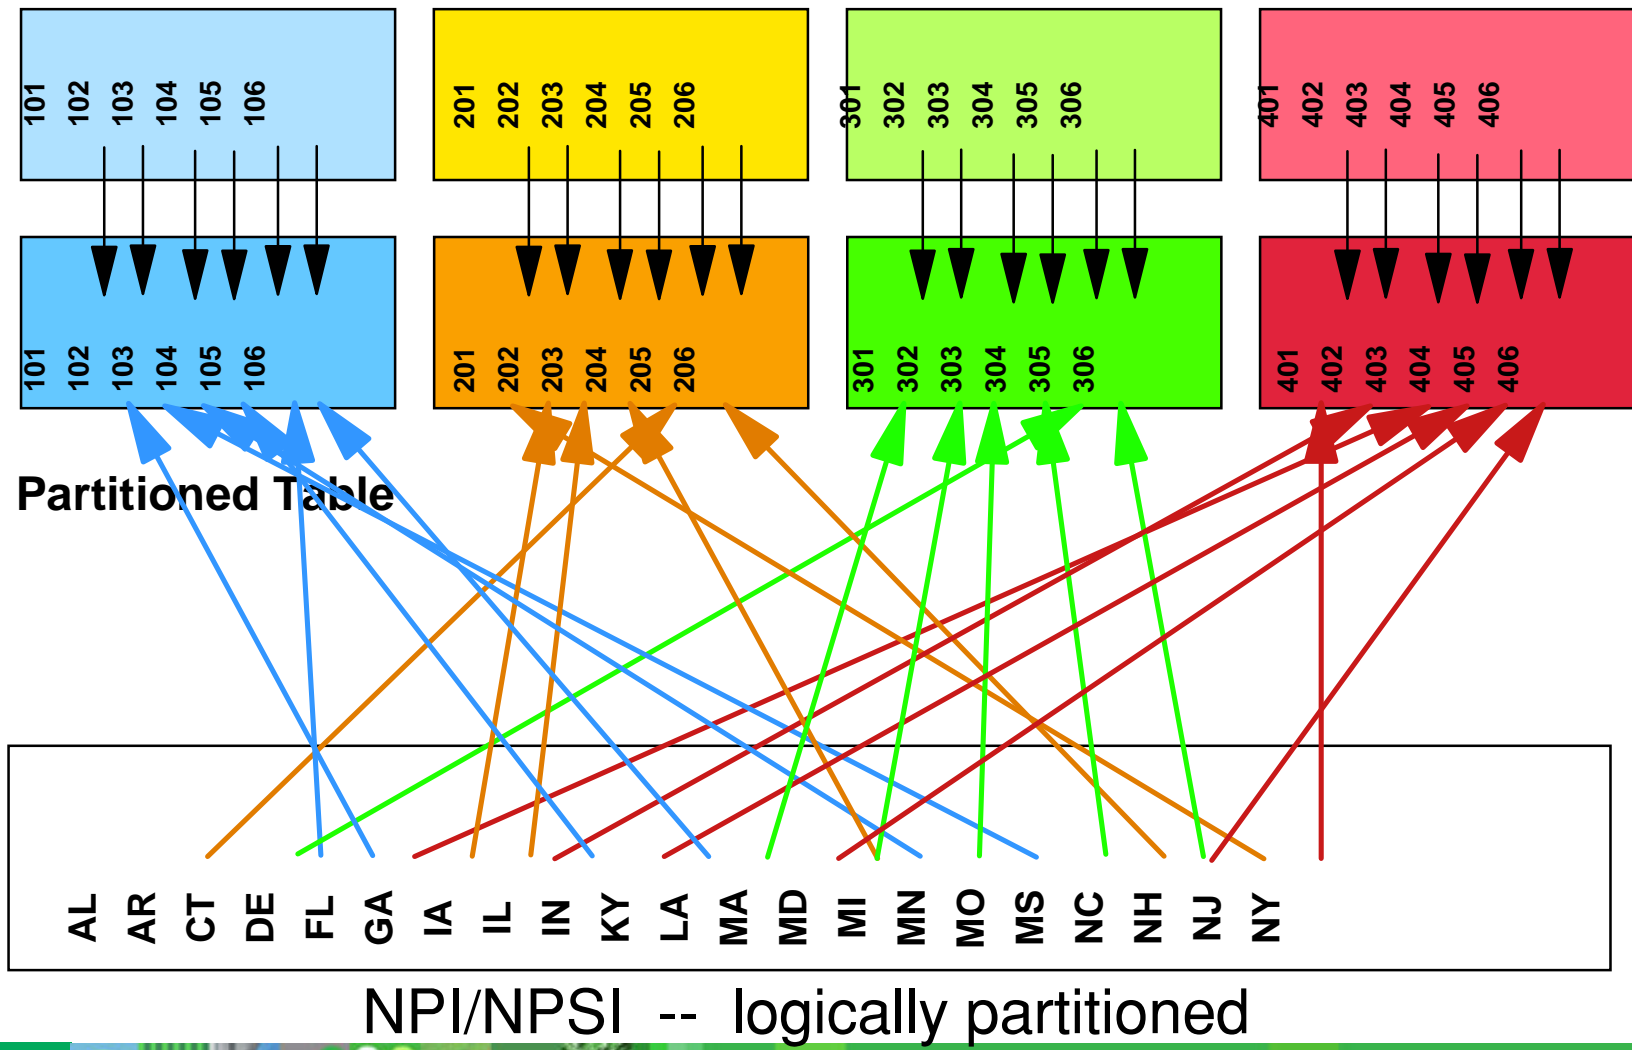 101 102 103 104 105 106
201 202 203 204 205 206
301 302 303 304 305 306
401 402 403 404 405 406
101 102 103 104 105 106
201 202 203 204 205 206
301 302 303 304 305 306
401 402 403 404 405 406
Partitioned Table
AL AR CT DE FL GA IA IL IN KY LA MA MD MI MN MO MS NC NH NJ NY
NPI/NPSI -- logically partitioned